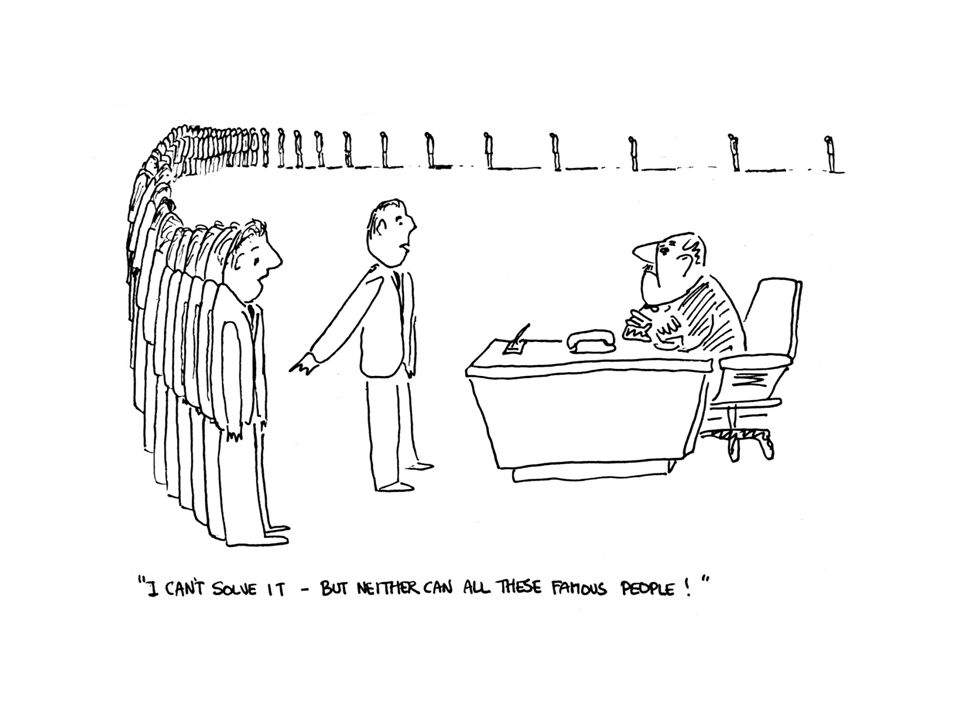 "I CAN'T SOLVE IT - BUT NEITHER CAN ALL THESE FAMOUS PEOPLE!"